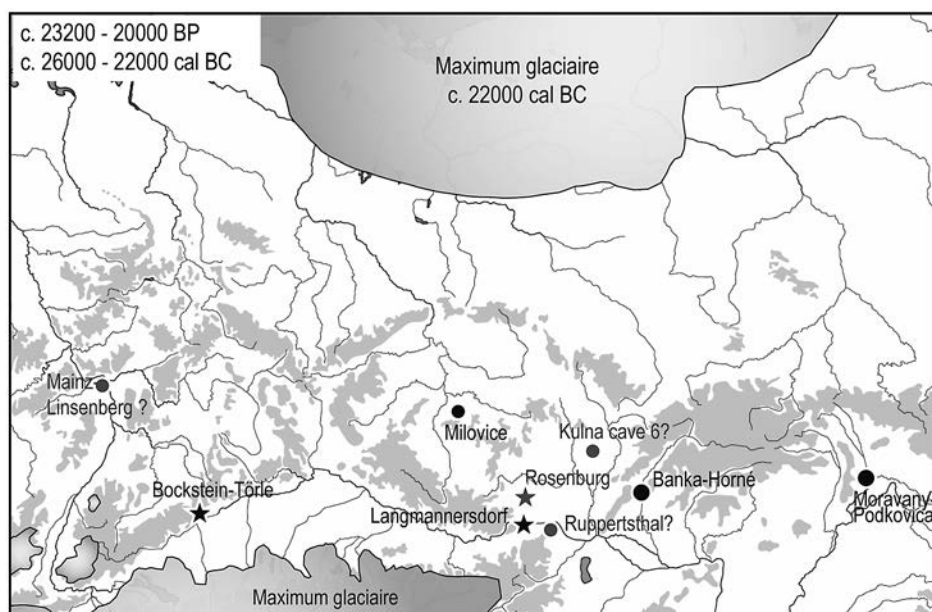 c. 23200 - 20000 BP
c. 26000 - 22000 cal BC
Maximum glaciaire
c. 22000 cal BC
Mainz-
Linsenberg ?
Milovice
Kulna cave 6?
Rosenburg
Banka-Horné
Bockstein-Törle
Langmannersdorf
Ruppertsthal?
Moravany-
Podkovica
Maximum glaciaire